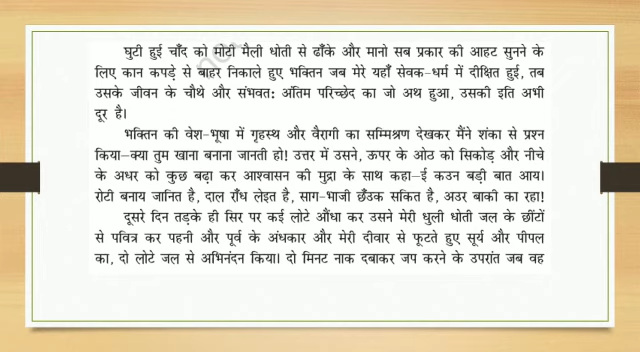 घुटी हुई चाँद को मोटी मैली धोती से ढाँके और मानो सब प्रकार की आहट सुनने के
लिए कान कपड़े से बाहर निकाले हुए भक्तिन जब मेरे यहाँ सेवक-धर्म में दीक्षित हुई, तब
उसके जीवन के चौथे और संभवत: अंतिम परिच्छेद का जो अथ हुआ, उसकी इति अभी
दूर है।
भक्तिन की वेश-भूषा में गृहस्थ और वैरागी का सम्मिश्रण देखकर मैंने शंका से प्रश्न
किया—क्या तुम खाना बनाना जानती हो! उत्तर में उसने, ऊपर के ओठ को सिकोड़ और नीचे
के अधर को कुछ बढ़ा कर आश्वासन की मुद्रा के साथ कहा—ई कउन बड़ी बात आय।
रोटी बनाय जानित है, दाल राँध लेइत है, साग-भाजी छँउक सकित है, अउर बाकी का रहा!
दूसरे दिन तड़के ही सिर पर कई लोटे औंधा कर उसने मेरी धुली धोती जल के छींटों
से पवित्र कर पहनी और पूर्व के अंधकार और मेरी दीवार से फूटते हुए सूर्य और पीपल
का, दो लोटे जल से अभिनंदन किया। दो मिनट नाक दबाकर जप करने के उपरांत जब वह